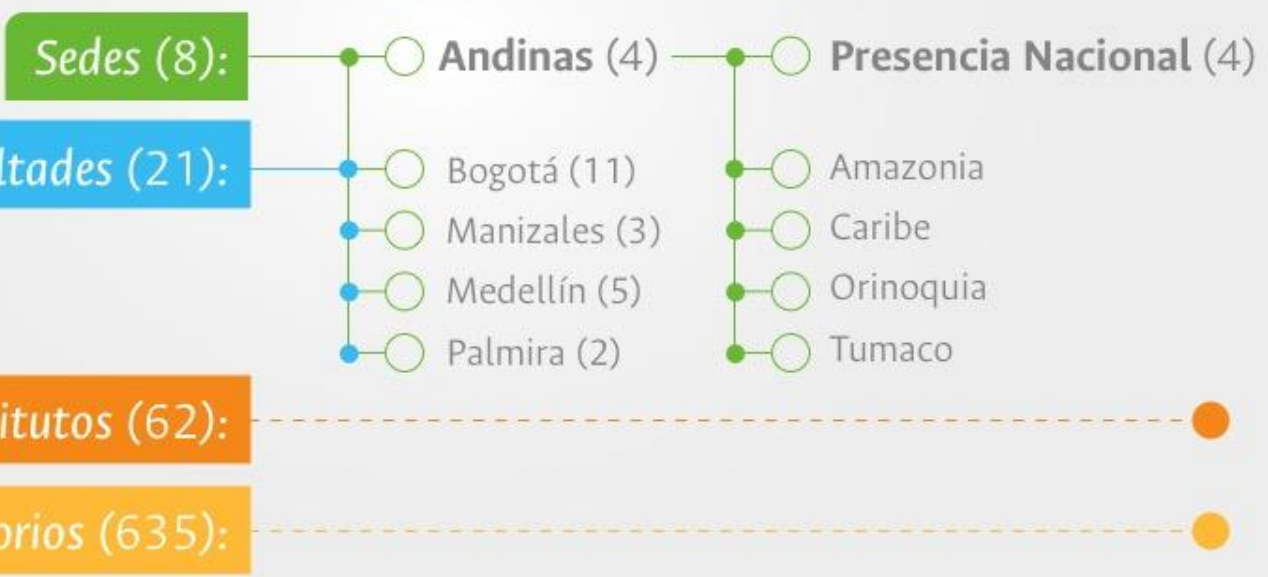 Sedes (8):
Andinas (4)
Presencia Nacional (4)
ltades (21):
Bogotá (11)
Amazonia
Manizales (3)
Caribe
Medellín (5)
Orinoquia
Palmira (2)
Tumaco
itutos (62):
orios (635):